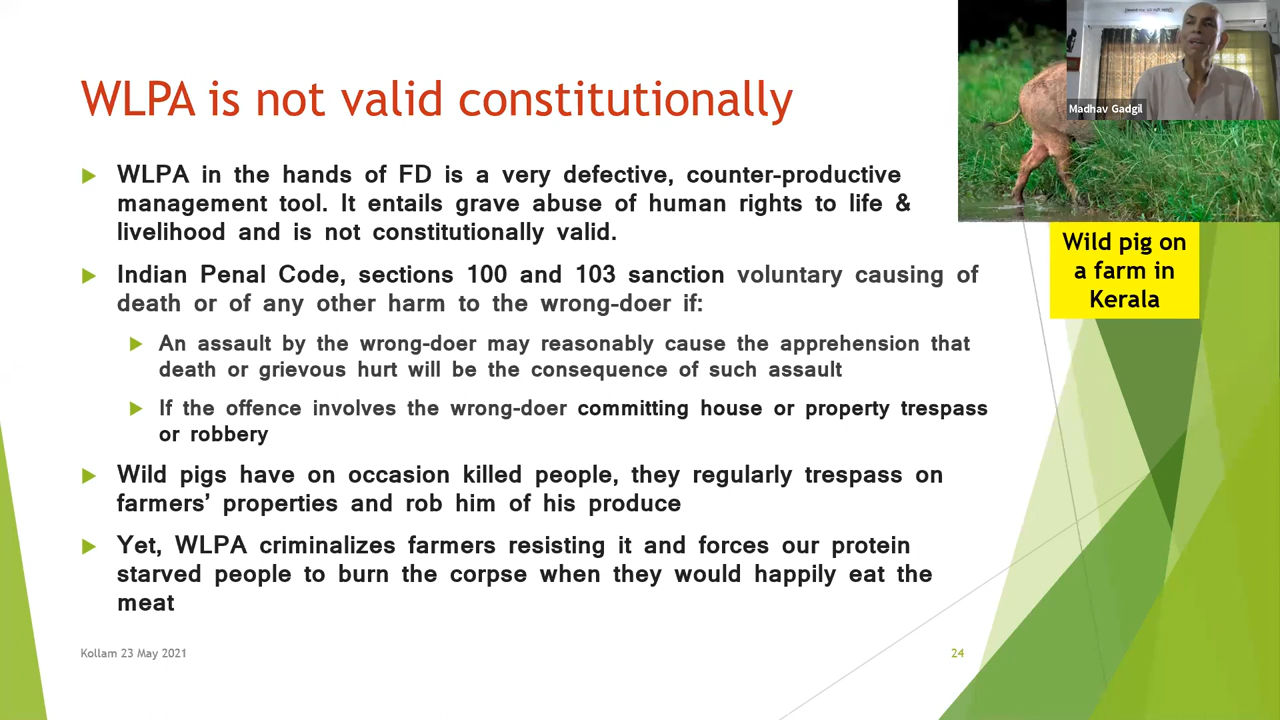 WLPA is not valid constitutionally
Madhav Gadgil
WLPA in the hands of FD is a very defective, counter-productive
management tool. It entails grave abuse of human rights to life &
livelihood and is not constitutionally valid.
Indian Penal Code, sections 100 and 103 sanction voluntary causing of
death or of any other harm to the wrong-doer if:
An assault by the wrong-doer may reasonably cause the apprehension that
death or grievous hurt will be the consequence of such assault
If the offence involves the wrong-doer committing house or property trespass
or robbery
Wild pigs have on occasion killed people, they regularly trespass on
farmers’ properties and rob him of his produce
Yet, WLPA criminalizes farmers resisting it and forces our protein
starved people to burn the corpse when they would happily eat the
meat
Wild pig on
a farm in
Kerala
Kollam 23 May 2021
24